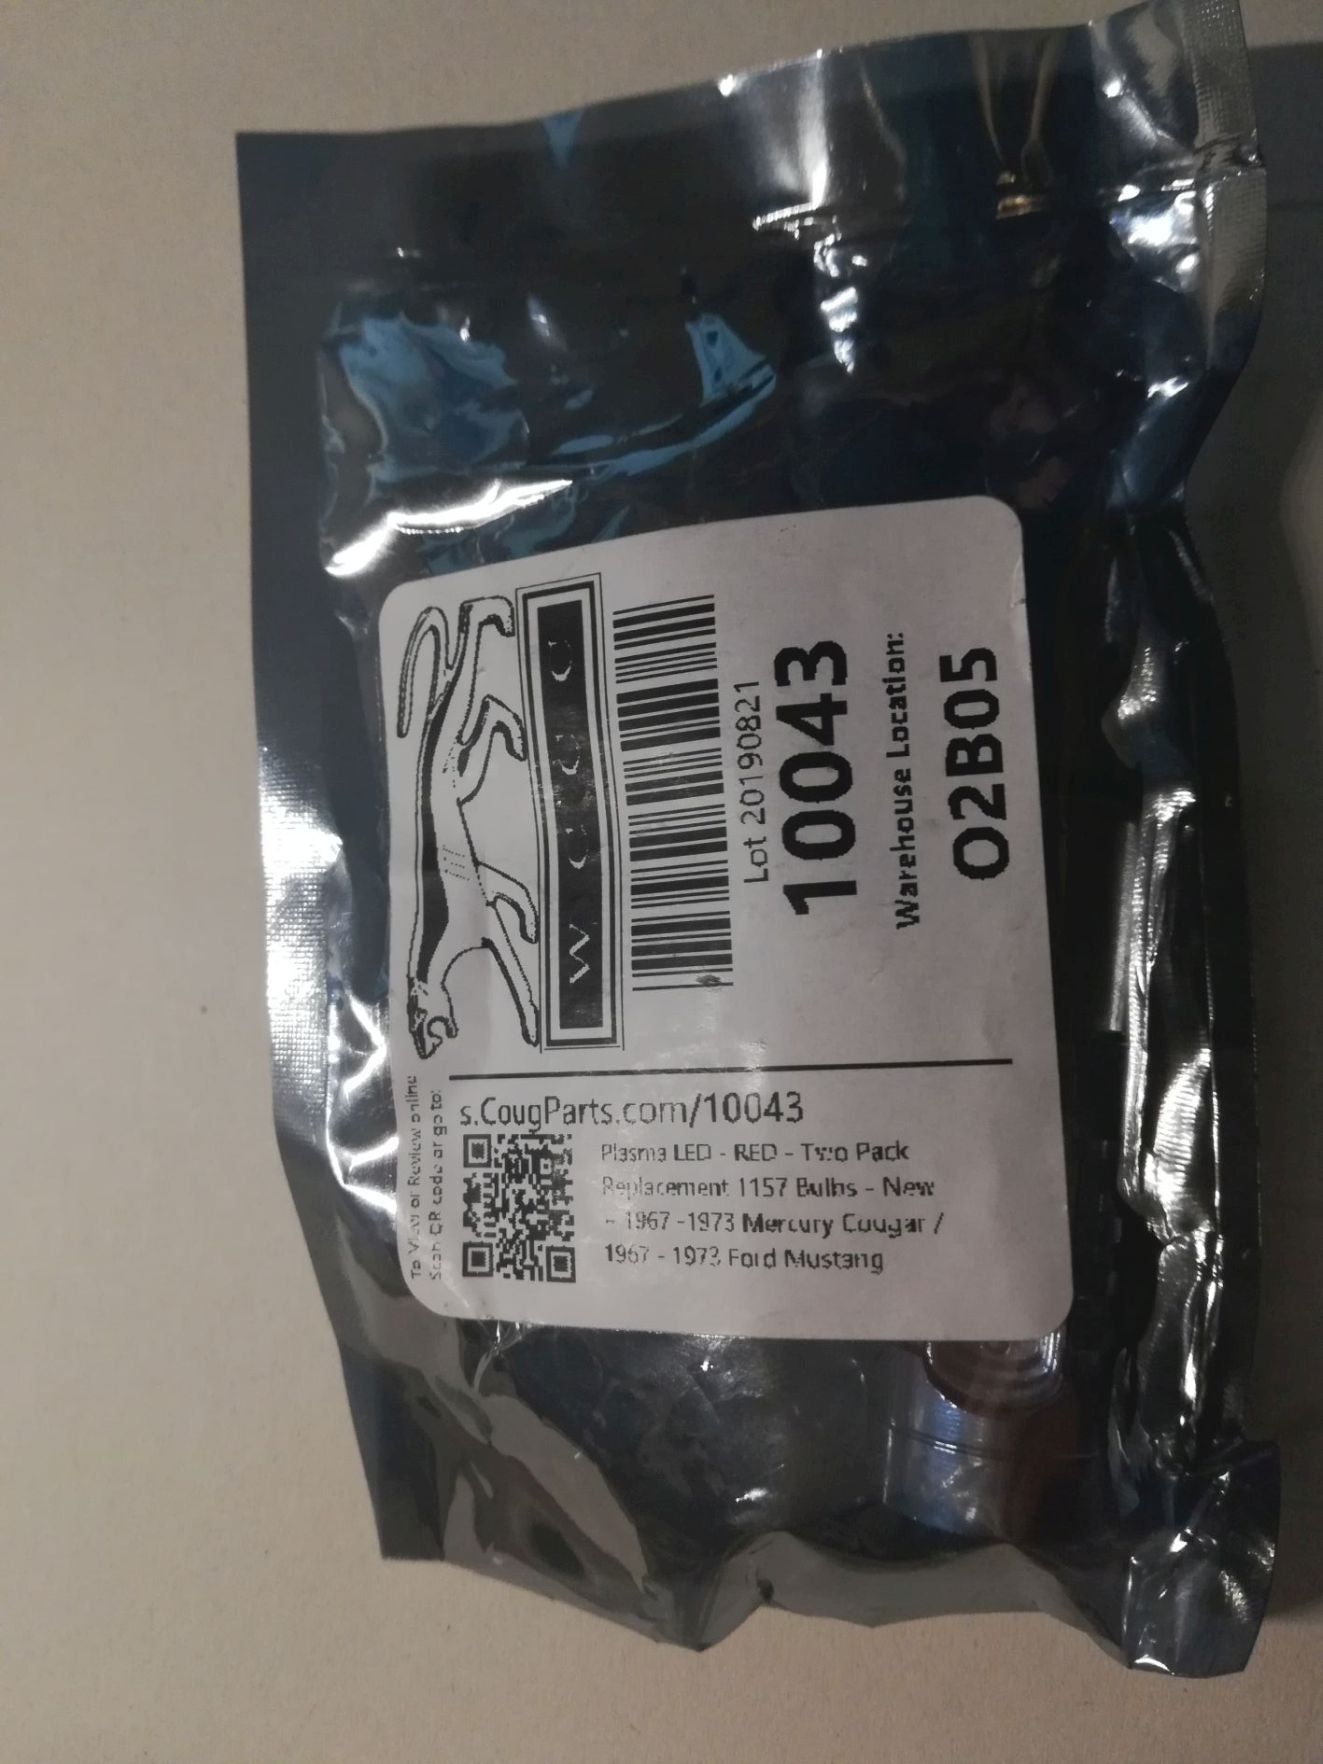 W C C C
Lot 20190821
10043
Warehouse Location:
O2B05
To View or Review online
Scan QR code or go to:
s.CougParts.com/10043
Plasma LED - RED - Two Pack
Replacement 1157 Bulbs - New
- 1967 -1973 Mercury Cougar /
1967 - 1973 Ford Mustang